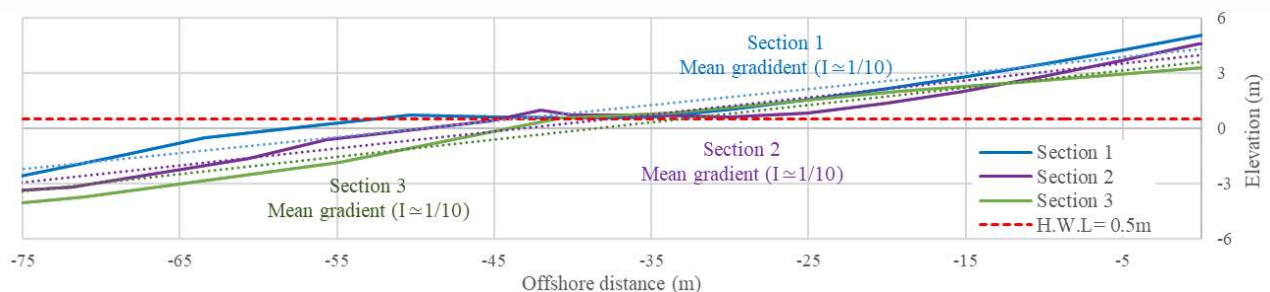 6
Section 1
Mean gradident (I≃1/10)
3
0
Section 2
Mean gradient (I≃1/10)
Section 3
Mean gradient (I≃1/10)
Section 1
Section 2
Section 3
H.W.L= 0.5m
-3
-6
Elevation (m)
-75
-65
-55
-45
-35
-25
-15
-5
Offshore distance (m)